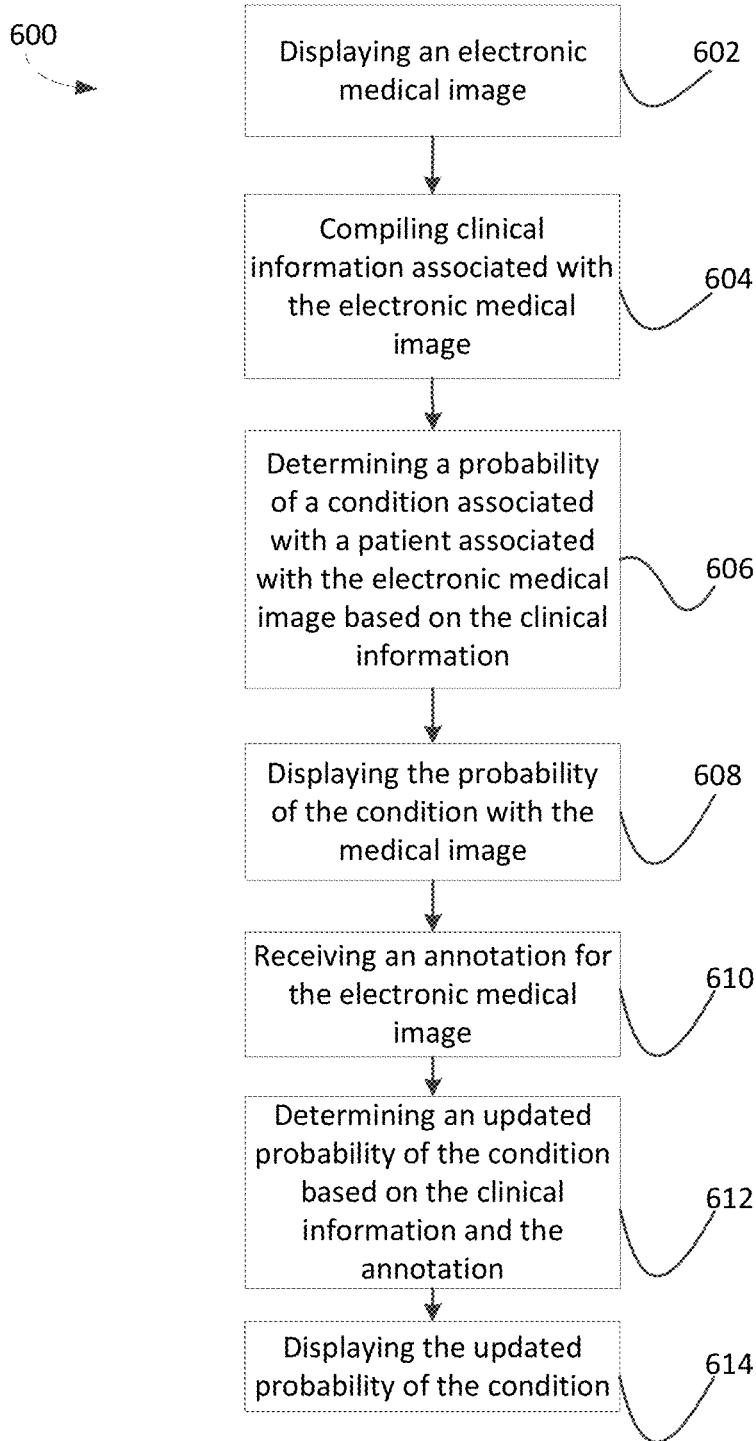 600
Displaying an electronic
medical image
602
Compiling clinical
information associated with
the electronic medical
image
604
Determining a probability
of a condition associated
with a patient associated
with the electronic medical
image based on the clinical
information
606
Displaying the probability
of the condition with the
medical image
608
Receiving an annotation for
the electronic medical
image
610
Determining an updated
probability of the condition
based on the clinical
information and the
annotation
612
Displaying the updated
probability of the condition
614